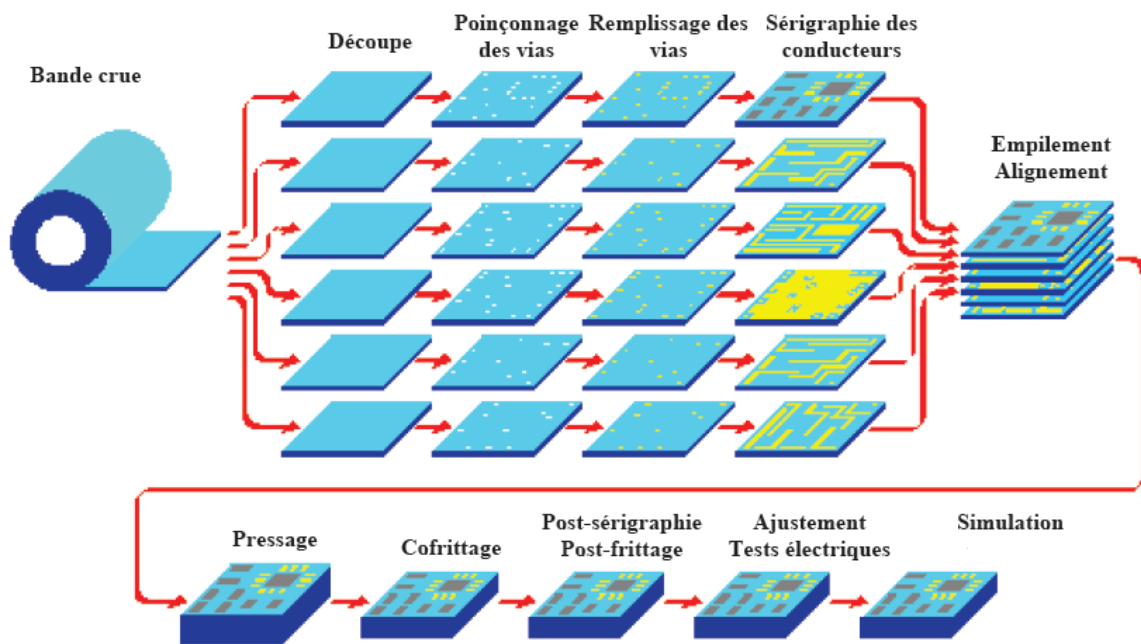 Bande crue
Découpe
Poinçonnage
des vias
Remplissage des
vias
Sérigraphie des
conducteurs
Empilement
Alignement
Pressage
Cofrittage
Post-sérigraphie
Post-frittage
Ajustement
Tests électriques
Simulation